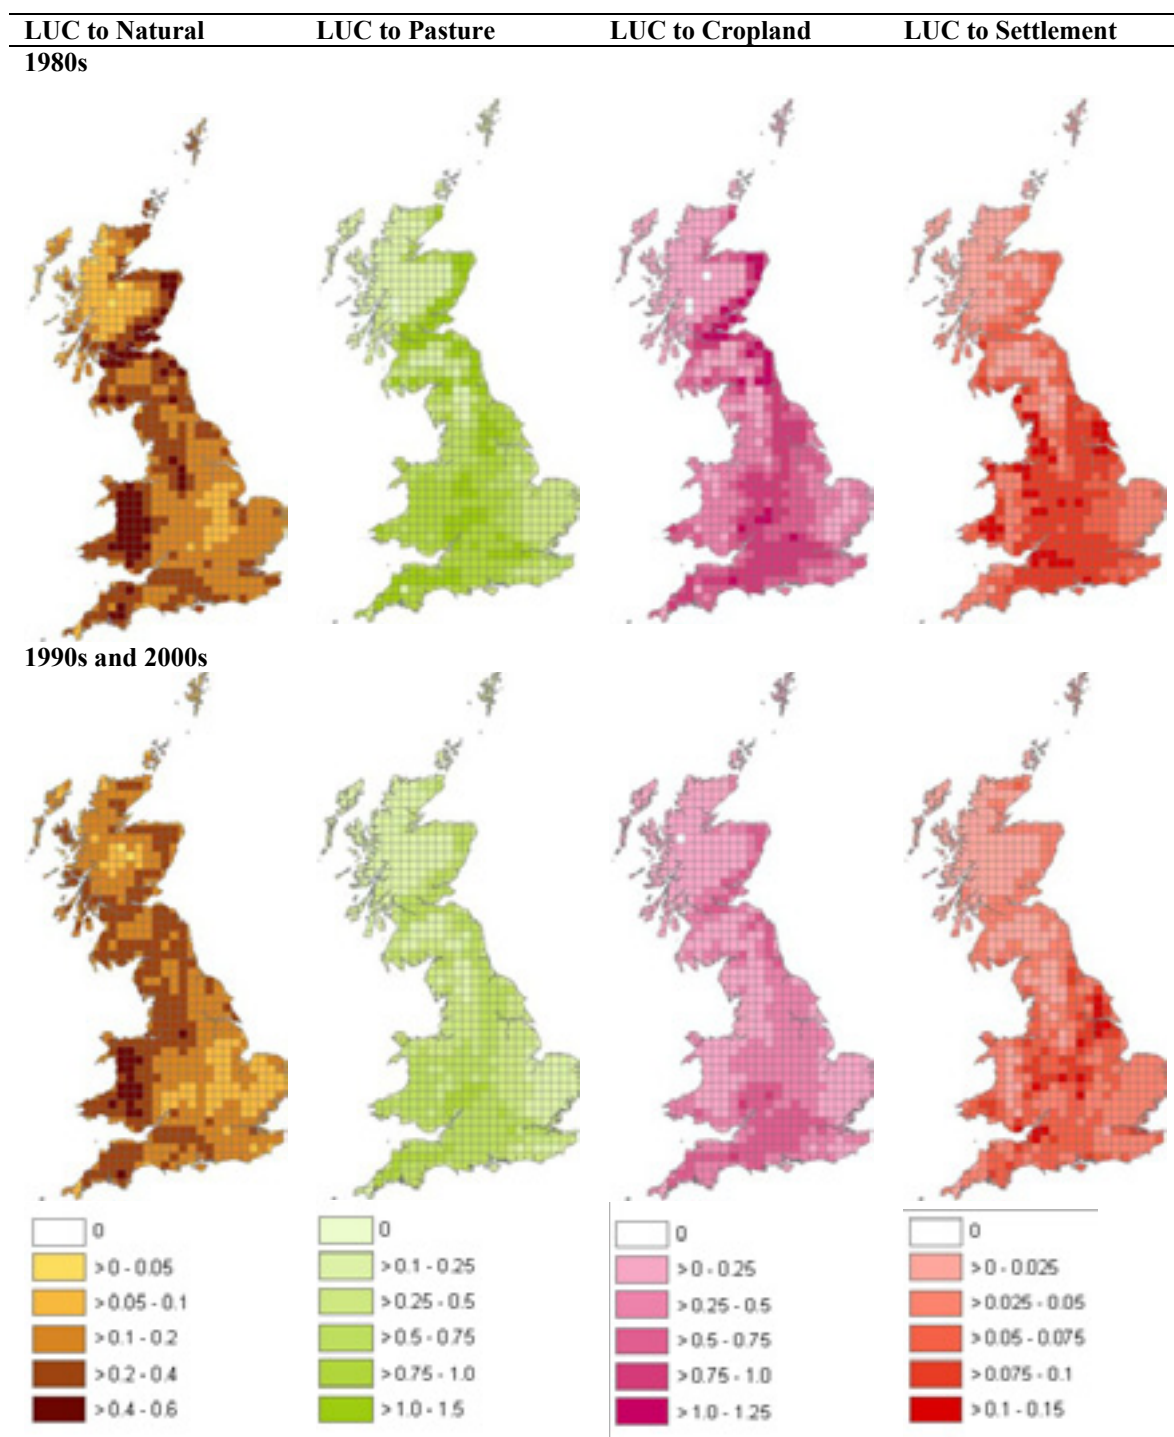 LUC to Natural LUC to Pasture LUC to Cropland LUC to Settlement
1980s
1990s and 2000s
0 0 0 0
>0 - 0.05 >0.1 - 0.25 >0 - 0.25 >0 - 0.025
>0.05 - 0.1 >0.25 - 0.5 >0.25 - 0.5 >0.025 - 0.05
>0.1 - 0.2 >0.5 - 0.75 >0.5 - 0.75 >0.05 - 0.075
>0.2 - 0.4 >0.75 - 1.0 >0.75 - 1.0 >0.075 - 0.1
>0.4 - 0.6 >1.0 - 1.5 >1.0 - 1.25 >0.1 - 0.15